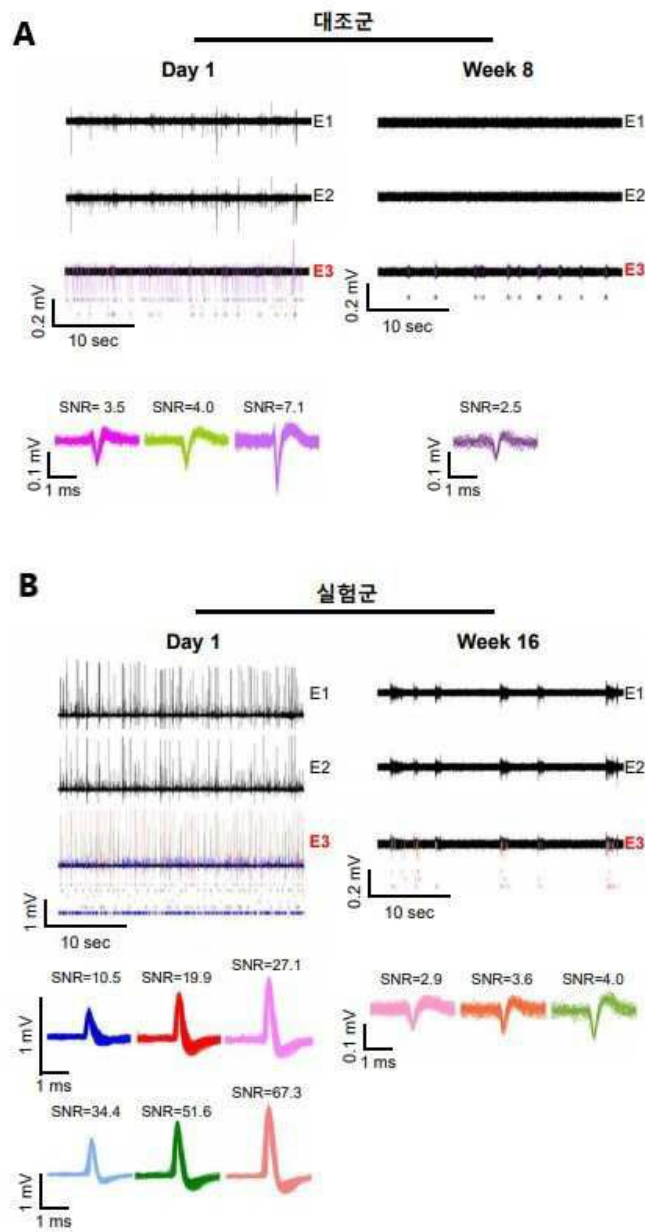 A
대조군
Day 1
Week 8
E1
E1
E2
E2
E3
E3
0.2 mV
10 sec
0.2 mV
10 sec
SNR= 3.5
SNR=4.0
SNR=7.1
SNR=2.5
0.1 mV
1 ms
0.1 mV
1 ms
B
실험군
Day 1
Week 16
E1
E1
E2
E2
E3
E3
1 mV
10 sec
0.2 mV
10 sec
SNR=10.5
SNR=19.9
SNR=27.1
SNR=2.9
SNR=3.6
SNR=4.0
1 mV
1 ms
0.1 mV
1 ms
SNR=34.4
SNR=51.6
SNR=67.3
1 mV
1 ms